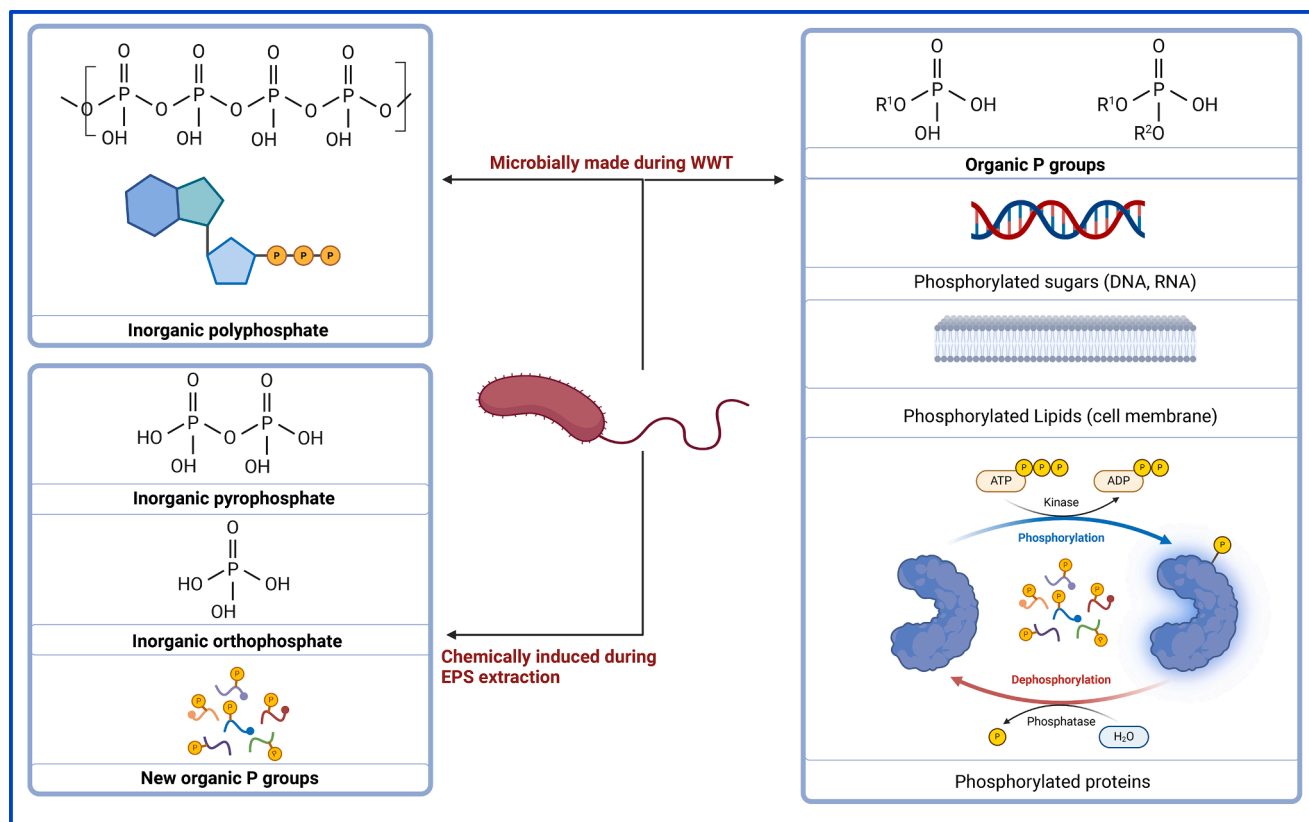 O O O O
P P P P
O O O O O
OH OH OH OH
P P P
Inorganic polyphosphate
O O
HO P O P OH
OH OH
Inorganic pyrophosphate
O
HO P OH
OH
Inorganic orthophosphate
P
P P P
P P
New organic P groups
Microbially made during WWT
Chemically induced during
EPS extraction
O O
R¹O P OH R¹O P OH
OH R²O
Organic P groups
Phosphorylated sugars (DNA, RNA)
Phosphorylated Lipids (cell membrane)
ATP P P P ADP P P
Kinase
Phosphorylation
P
P
P P P
P P
Dephosphorylation
Phosphatase
P H₂O
Phosphorylated proteins